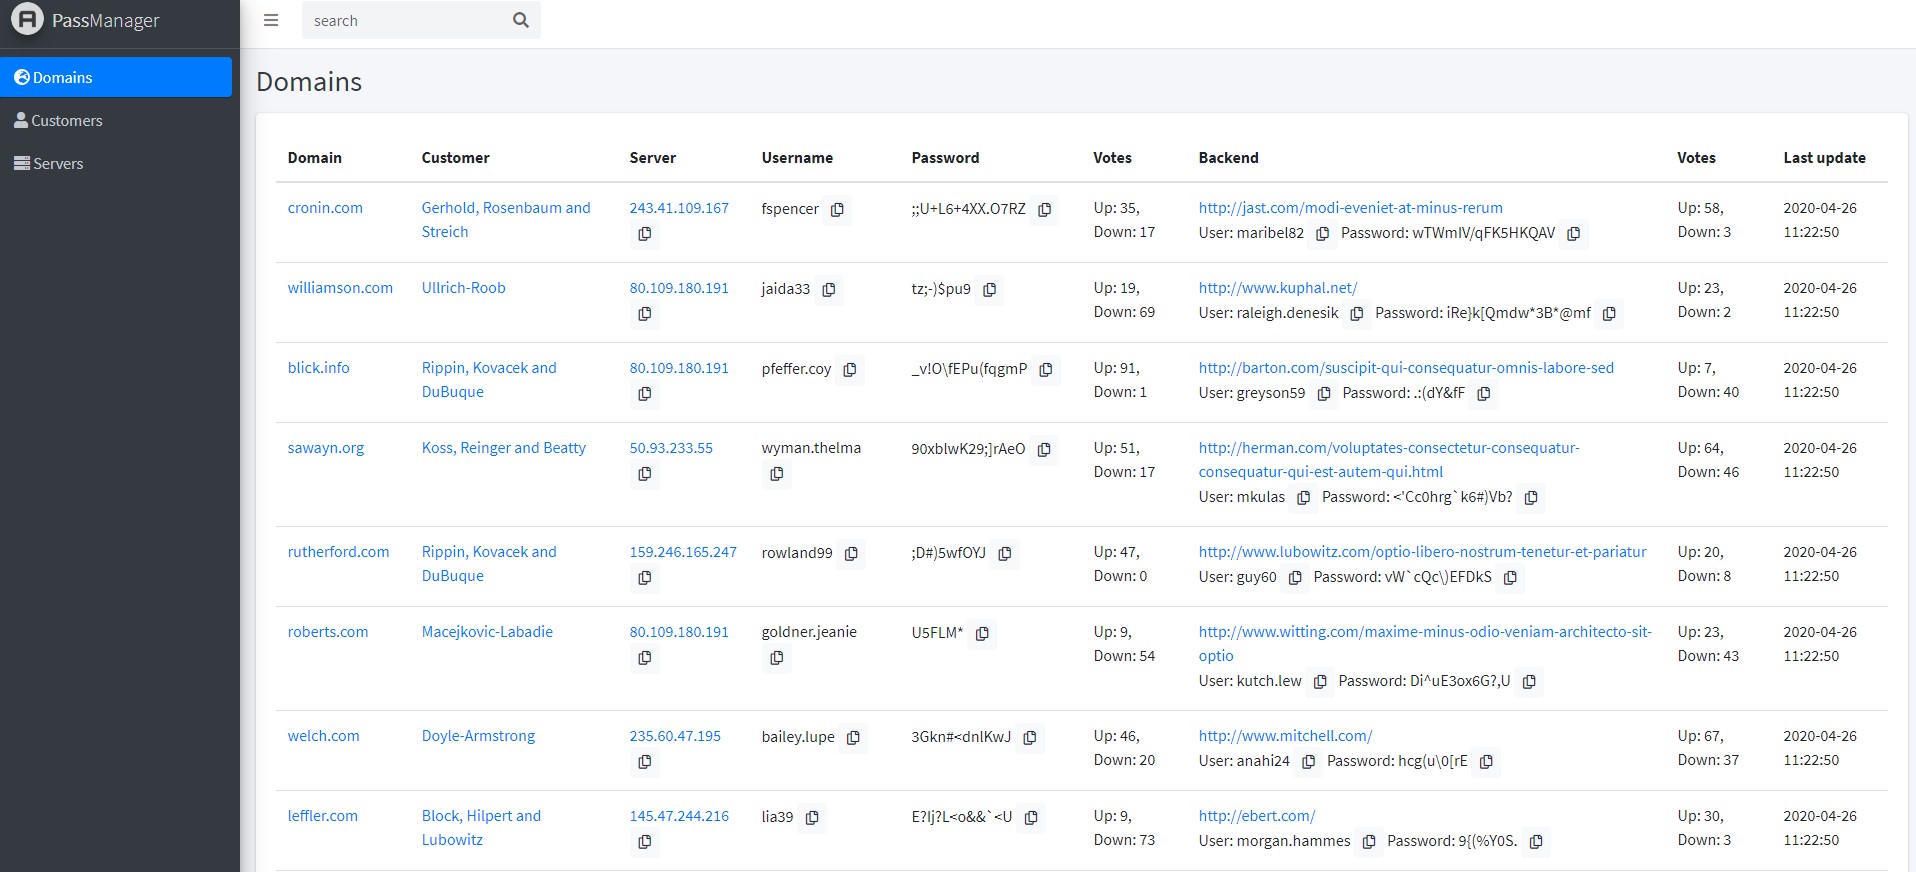 PassManager
search
Domains
Customers
Servers
Domains
Domain Customer Server Username Password Votes Backend Votes Last update
cronin.com Gerhold, Rosenbaum and 243.41.109.167 fspencer ;;U+L6+4XX.O7RZ Up: 35, http://jast.com/modi-eveniet-at-minus-rerum Up: 58, 2020-04-26
Streich Down: 17 User: maribel82 Password: wTWmIV/qFK5HKQAV Down: 3 11:22:50
williamson.com Ullrich-Roob 80.109.180.191 jaida33 tz;-)$pu9 Up: 19, http://www.kuphal.net/ Up: 23, 2020-04-26
Down: 69 User: raleigh.denesik Password: iRe}k[Qmdw*3B*@mf Down: 2 11:22:50
blick.info Rippin, Kovacek and 80.109.180.191 pfeffer.coy _v!O\fEPu(fqgmP Up: 91, http://barton.com/suscipit-qui-consequatur-omnis-labore-sed Up: 7, 2020-04-26
DuBuque Down: 1 User: greyson59 Password: .:(dY&fF Down: 40 11:22:50
sawayn.org Koss, Reinger and Beatty 50.93.233.55 wyman.thelma 90xblwK29;]rAeO Up: 51, http://herman.com/voluptates-consectetur-consequatur- Up: 64, 2020-04-26
Down: 17 consequatur-qui-est-autem-qui.html Down: 46 11:22:50
User: mkulas Password: <'Cc0hrg`k6#)Vb?
rutherford.com Rippin, Kovacek and 159.246.165.247 rowland99 ;D#)5wfOYJ Up: 47, http://www.lubowitz.com/optio-libero-nostrum-tenetur-et-pariatur Up: 20, 2020-04-26
DuBuque Down: 0 User: guy60 Password: vW`cQc\)EFDkS Down: 8 11:22:50
roberts.com Macejkovic-Labadie 80.109.180.191 goldner.jeanie U5FLM* Up: 9, http://www.witting.com/maxime-minus-odio-veniam-architecto-sit- Up: 23, 2020-04-26
Down: 54 optio Down: 43 11:22:50
User: kutch.lew Password: Di^uE3ox6G?,U
welch.com Doyle-Armstrong 235.60.47.195 bailey.lupe 3Gkn#<dnlKwJ Up: 46, http://www.mitchell.com/ Up: 67, 2020-04-26
Down: 20 User: anahi24 Password: hcg(u\0[rE Down: 37 11:22:50
leffler.com Block, Hilpert and 145.47.244.216 lia39 E?Ij?L<o&&`<U Up: 9, http://ebert.com/ Up: 30, 2020-04-26
Lubowitz Down: 73 User: morgan.hammes Password: 9{(%Y0S. Down: 3 11:22:50